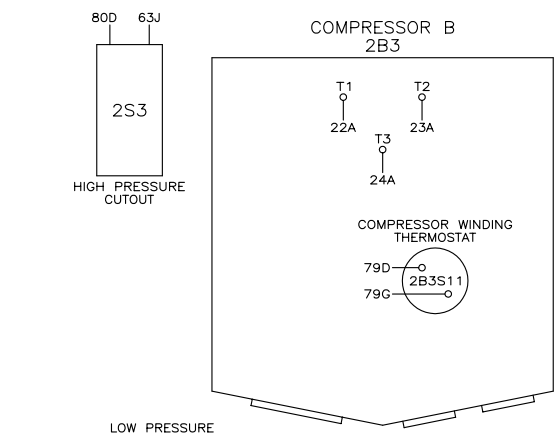 80D 63J
2S3
HIGH PRESSURE
CUTOUT
COMPRESSOR B
2B3
T1 T2
22A 23A
T3
24A
COMPRESSOR WINDING
THERMOSTAT
79D
2B3S11
79G
LOW PRESSURE